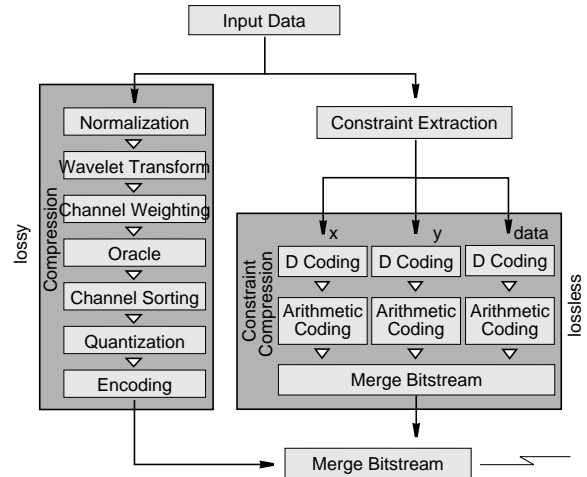 Input Data
lossy
Compression
Normalization
Wavelet Transform
Channel Weighting
Oracle
Channel Sorting
Quantization
Encoding
Constraint Extraction
x
y
data
Constraint
Compression
lossless
D Coding
D Coding
D Coding
Arithmetic
Coding
Arithmetic
Coding
Arithmetic
Coding
Merge Bitstream
Merge Bitstream